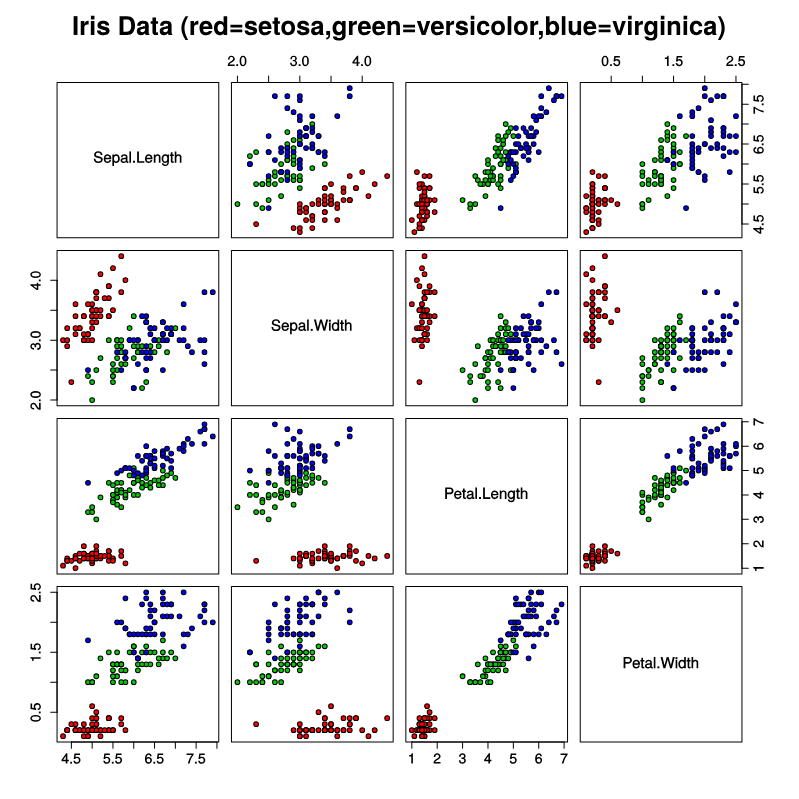 Iris Data (red=setosa,green=versicolor,blue=virginica)
2.0 3.0 4.0 0.5 1.5 2.5
Sepal.Length
4.5 5.5 6.5 7.5
2.0 3.0 4.0
Sepal.Width
Petal.Length
1 2 3 4 5 6 7
0.5 1.5 2.5
Petal.Width
4.5 5.5 6.5 7.5 1 2 3 4 5 6 7